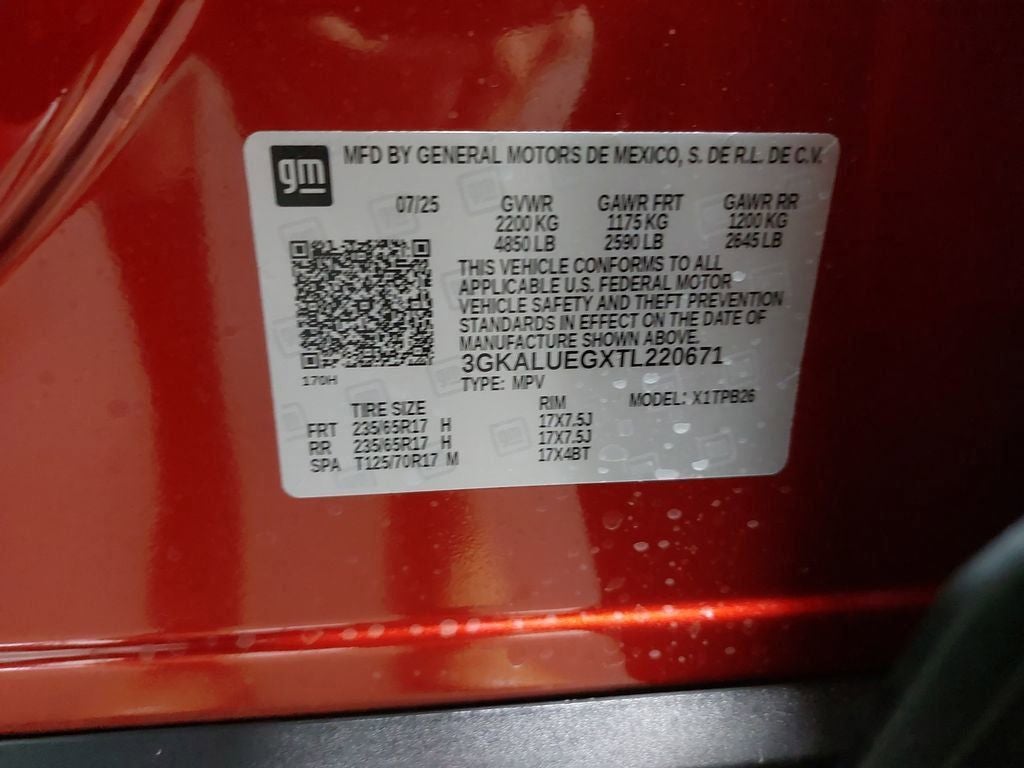 gm
MFD BY GENERAL MOTORS DE MEXICO, S. DE R.L. DE C.V.
07/25 GVWR GAWR FRT GAWR RR
2200 KG 1175 KG 1200 KG
4850 LB 2590 LB 2645 LB
THIS VEHICLE CONFORMS TO ALL
APPLICABLE U.S. FEDERAL MOTOR
VEHICLE SAFETY AND THEFT PREVENTION
STANDARDS IN EFFECT ON THE DATE OF
MANUFACTURE SHOWN ABOVE.
3GKALUEGXTL220671
170H
TYPE: MPV
MODEL: X1TPB26
TIRE SIZE RIM
FRT 235/65R17 H 17X7.5J
RR 235/65R17 H 17X7.5J
SPA T125/70R17 M 17X4BT